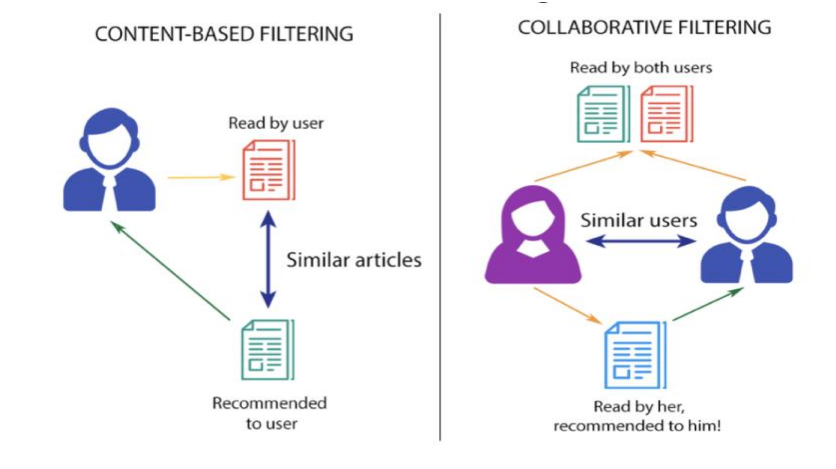 CONTENT-BASED FILTERING
Read by user
Similar articles
Recommended
to user
COLLABORATIVE FILTERING
Read by both users
Similar users
Read by her,
recommended to him!